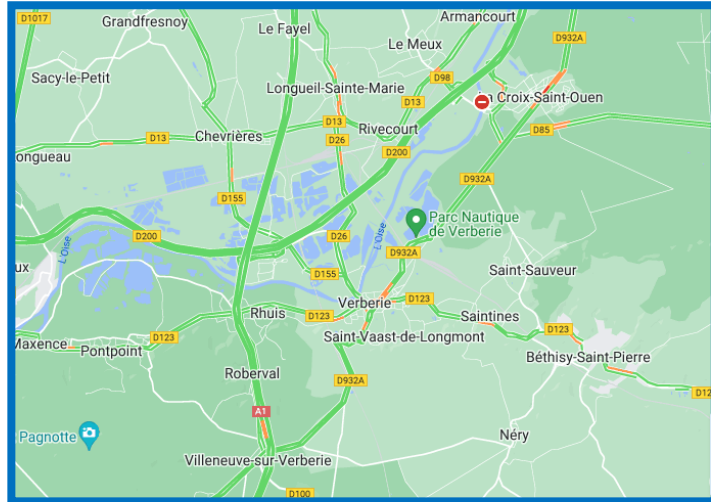 D1017
Grandfresnoy
Le Fayel
Armancourt
Le Meux
D932A
Sacy-le-Petit
D98
Longueil-Sainte-Marie
La Croix-Saint-Ouen
D13
D13
Rivecourt
D85
Chevrières
D13
D26
ongueau
D200
D932A
D155
Parc Nautique
de Verberie
L'Oise
D200
D26
L'Oise
D932A
Saint-Sauveur
ux
D155
Verberie
D123
Rhuis
D123
Saintines
D123
Maxence
D123
Pontpoint
Saint-Vaast-de-Longmont
Béthisy-Saint-Pierre
Roberval
D932A
D12
A1
Pagnotte
Néry
Villeneuve-sur-Verberie
D100